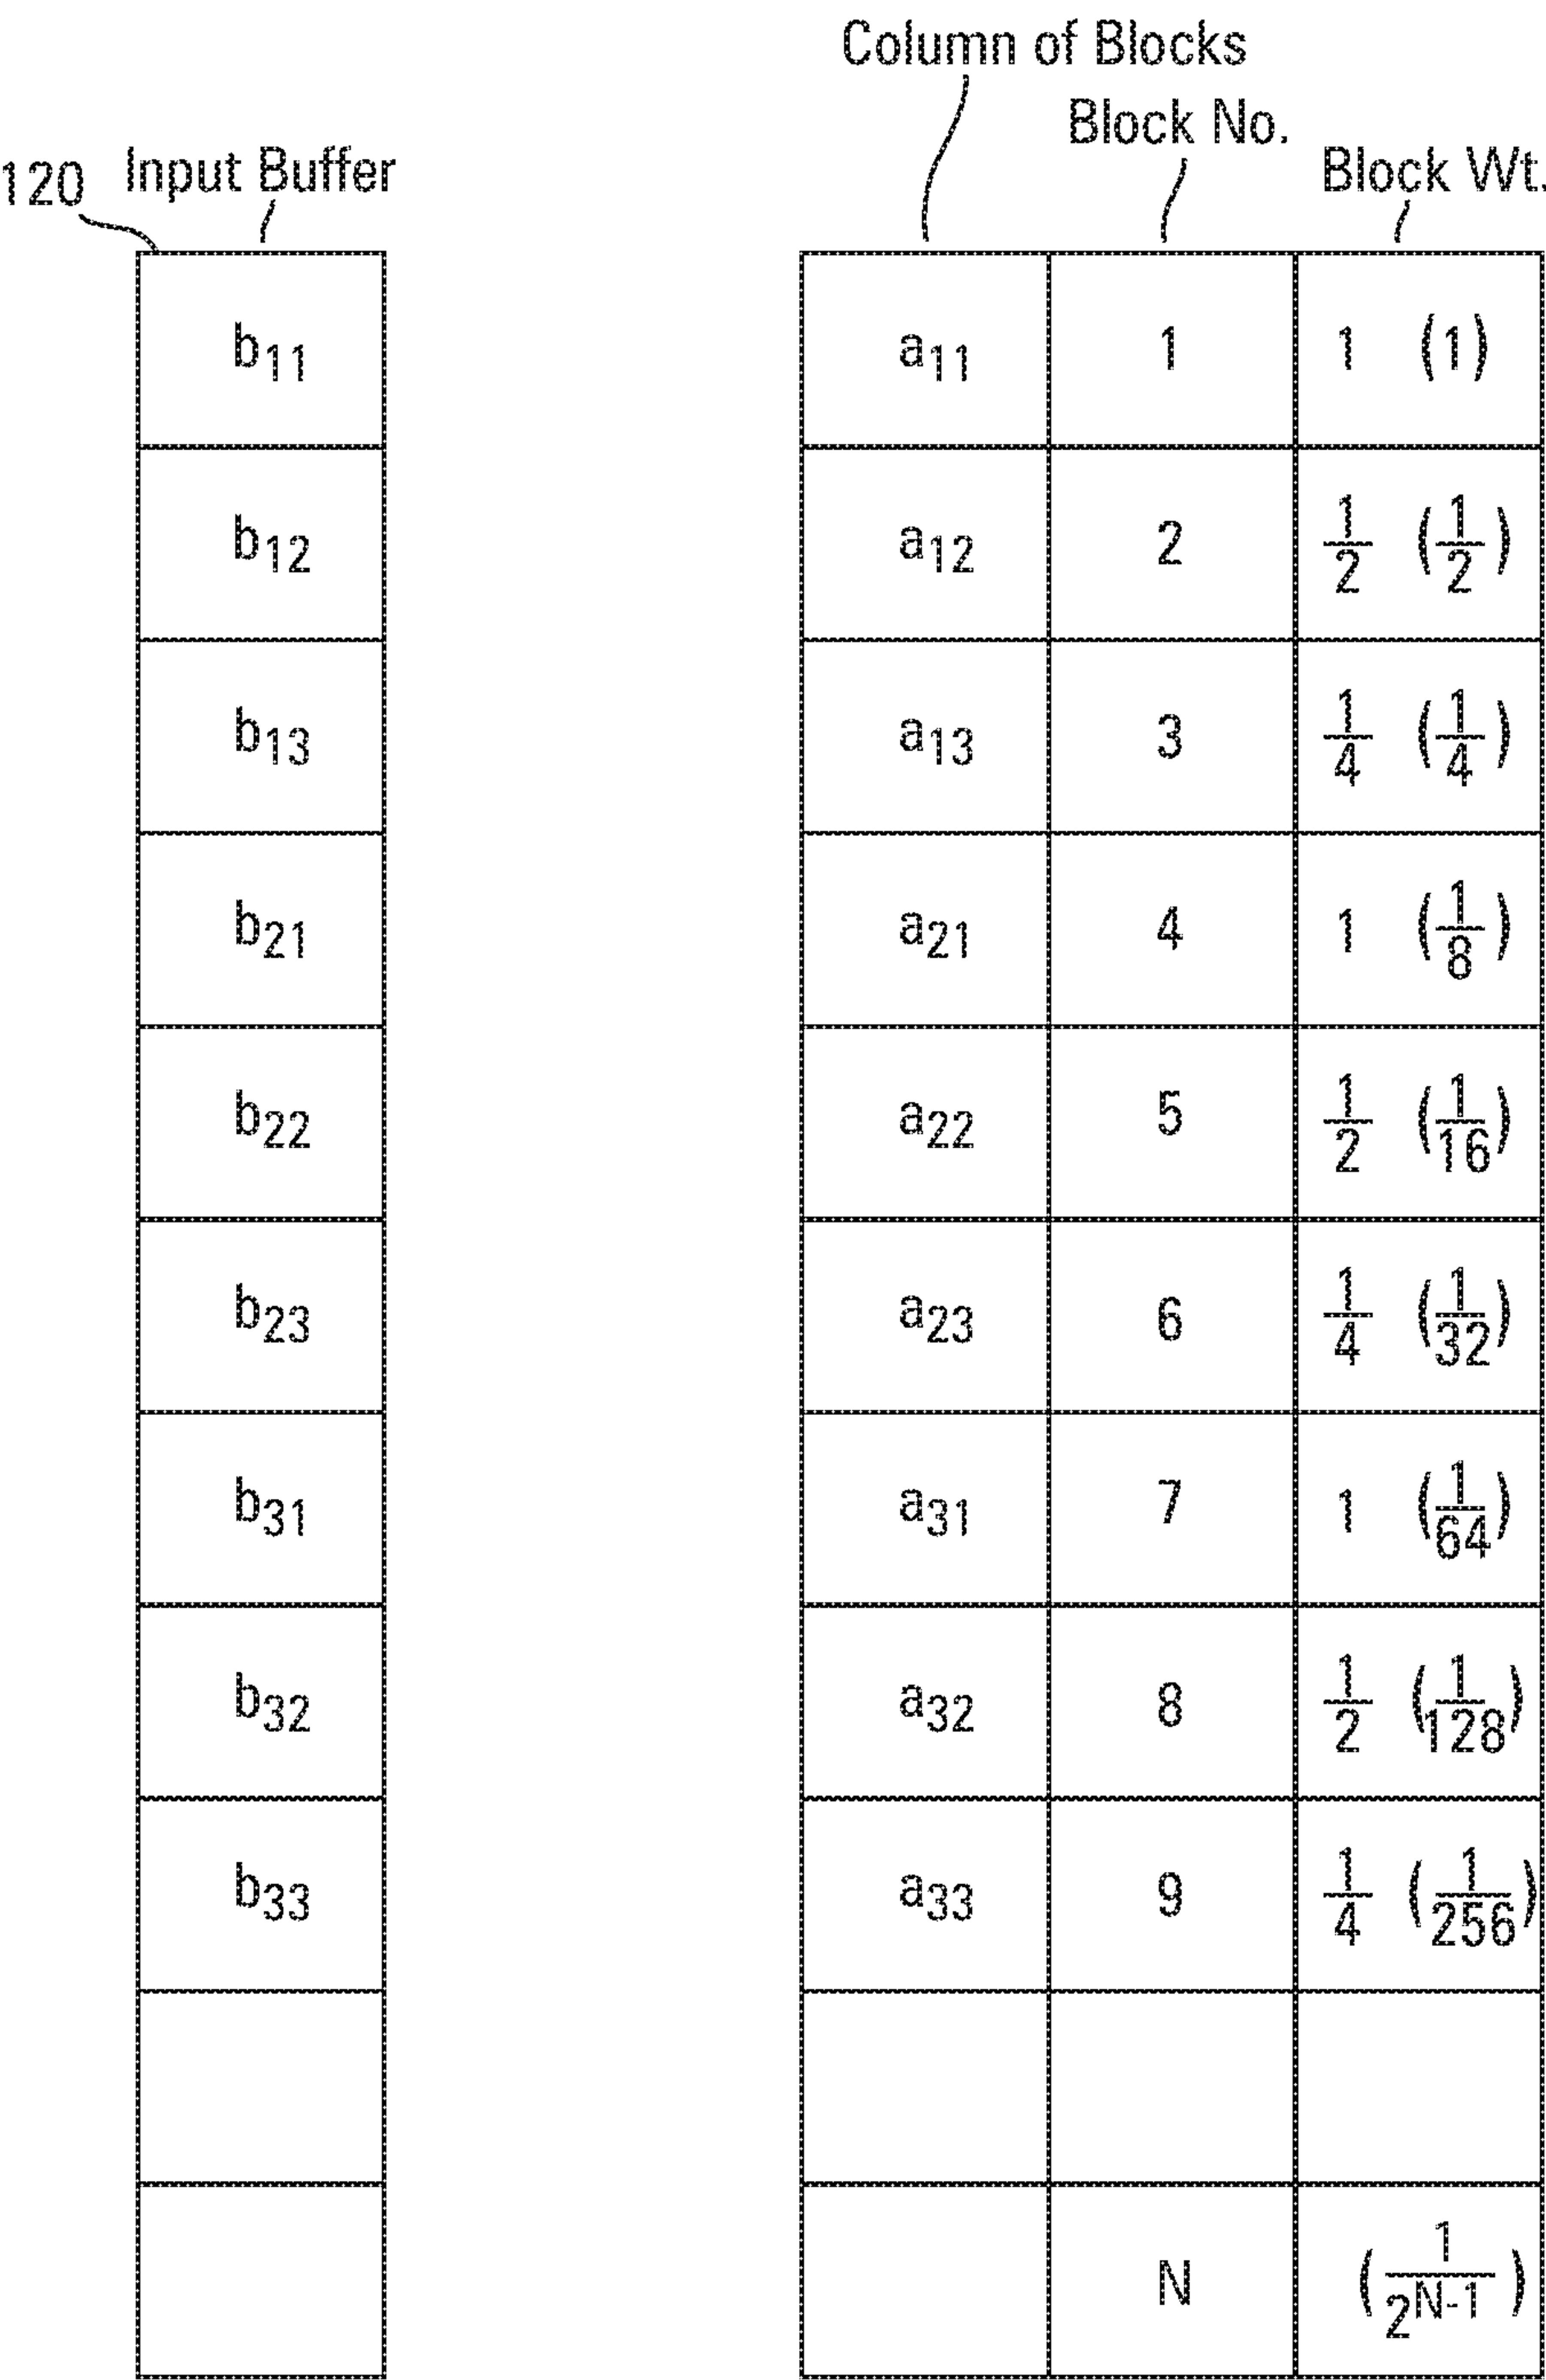 Column of Blocks
Block No.
120 Input Buffer Block Wt.
b11 a11 1 1 (1)
b12 a12 2 1/2 (1/2)
b13 a13 3 1/4 (1/4)
b21 a21 4 1 (1/8)
b22 a22 5 1/2 (1/16)
b23 a23 6 1/4 (1/32)
b31 a31 7 1 (1/64)
b32 a32 8 1/2 (1/128)
b33 a33 9 1/4 (1/256)
N (1/2^N-1)